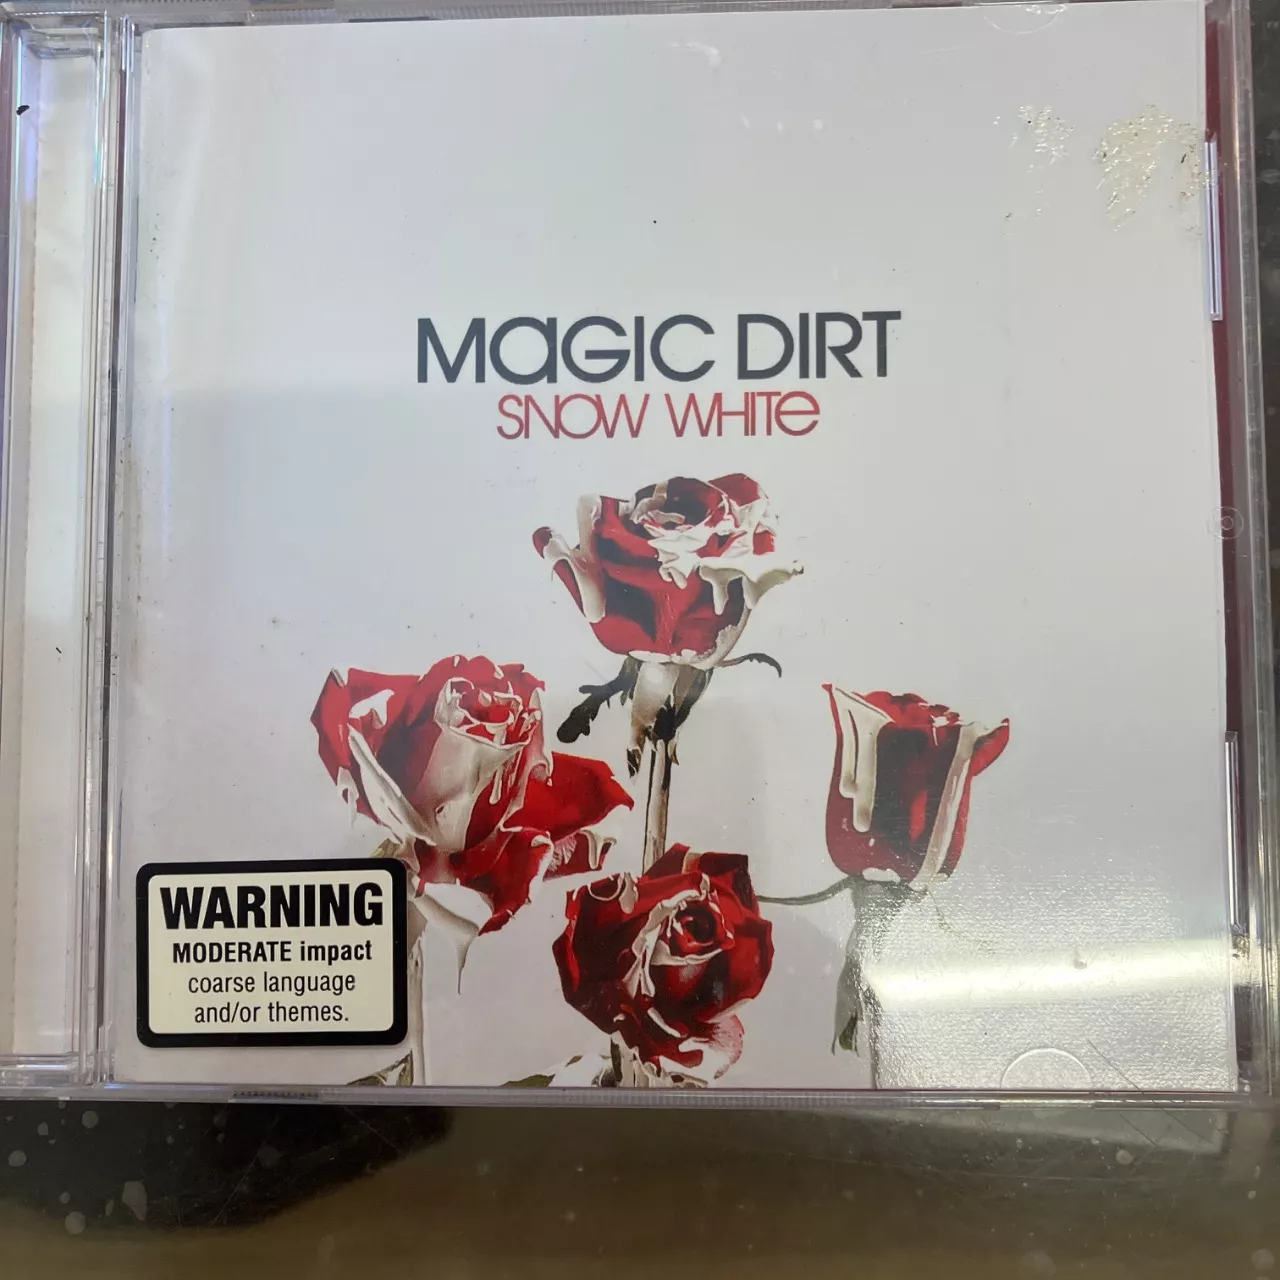 MAGIC DIRT
SNOW WHITE
WARNING
MODERATE impact
coarse language
and/or themes.